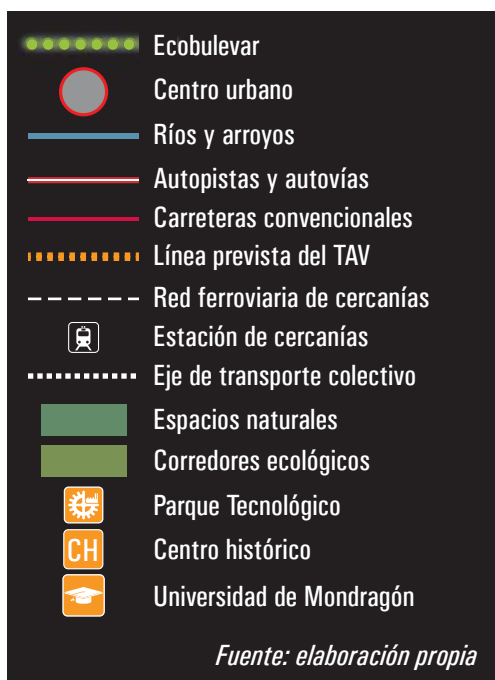 Ecobulevar
Centro urbano
Ríos y arroyos
Autopistas y autovías
Carreteras convencionales
Línea prevista del TAV
Red ferroviaria de cercanías
Estación de cercanías
Eje de transporte colectivo
Espacios naturales
Corredores ecológicos
Parque Tecnológico
CH Centro histórico
Universidad de Mondragón
Fuente: elaboración propia